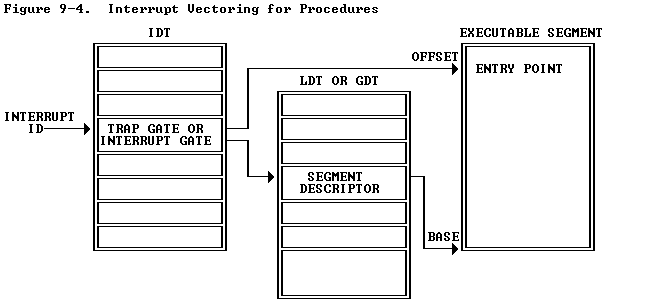 Figure 9-4.  Interrupt Vectoring for Procedures
IDT
EXECUTABLE SEGMENT
OFFSET
ENTRY POINT
LDT OR GDT
INTERRUPT
ID
TRAP GATE OR
INTERRUPT GATE
SEGMENT
DESCRIPTOR
BASE